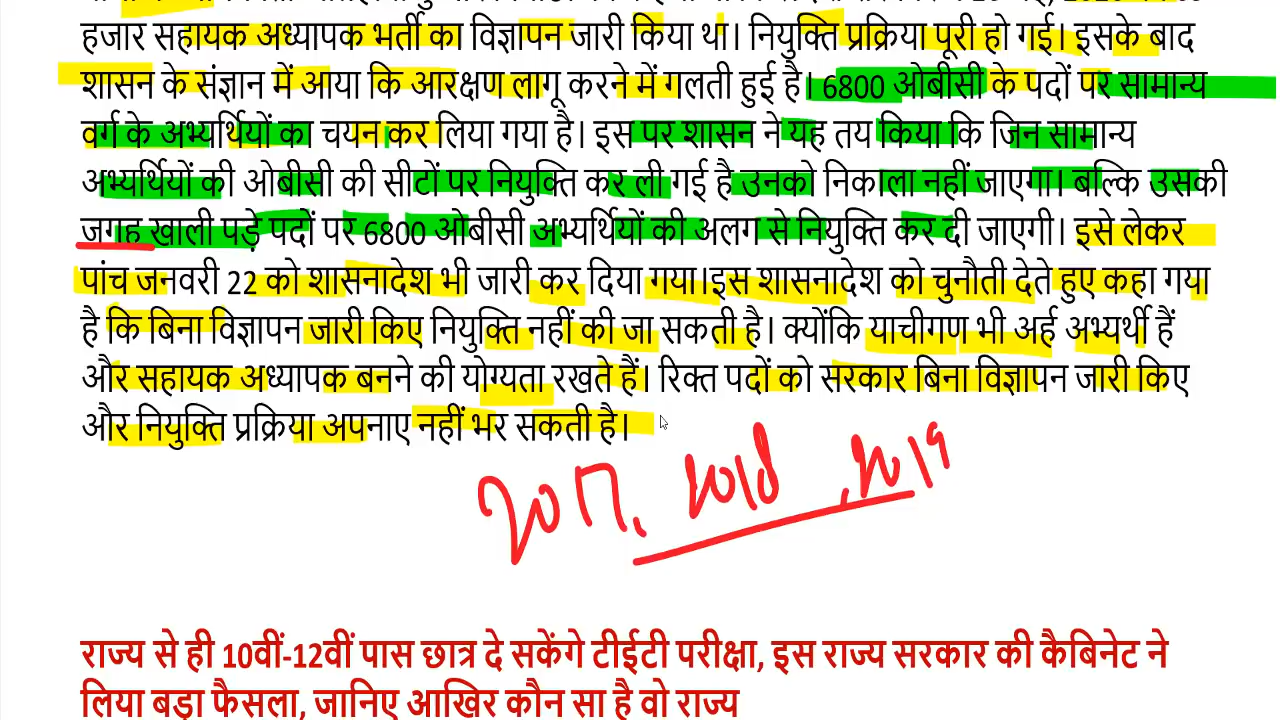 हजार सहायक अध्यापक भर्ती का विज्ञापन जारी किया था। नियुक्ति प्रक्रिया पूरी हो गई। इसके बाद
शासन के संज्ञान में आया कि आरक्षण लागू करने में गलती हुई है। 6800 ओबीसी के पदों पर सामान्य
वर्ग के अभ्यर्थियों का चयन कर लिया गया है। इस पर शासन ने यह तय किया कि जिन सामान्य
अभ्यर्थियों की ओबीसी की सीटों पर नियुक्ति कर ली गई है उनको निकाला नहीं जाएगा। बल्कि उसकी
जगह खाली पड़े पदों पर 6800 ओबीसी अभ्यर्थियों की अलग से नियुक्ति कर दी जाएगी। इसे लेकर
पांच जनवरी 22 को शासनादेश भी जारी कर दिया गया।इस शासनादेश को चुनौती देते हुए कहा गया
है कि बिना विज्ञापन जारी किए नियुक्ति नहीं की जा सकती है। क्योंकि याचीगण भी अर्ह अभ्यर्थी हैं
और सहायक अध्यापक बनने की योग्यता रखते हैं। रिक्त पदों को सरकार बिना विज्ञापन जारी किए
और नियुक्ति प्रक्रिया अपनाए नहीं भर सकती है।
2017, 2018, 2019
राज्य से ही 10वीं-12वीं पास छात्र दे सकेंगे टीईटी परीक्षा, इस राज्य सरकार की कैबिनेट ने
लिया बड़ा फैसला, जानिए आखिर कौन सा है वो राज्य